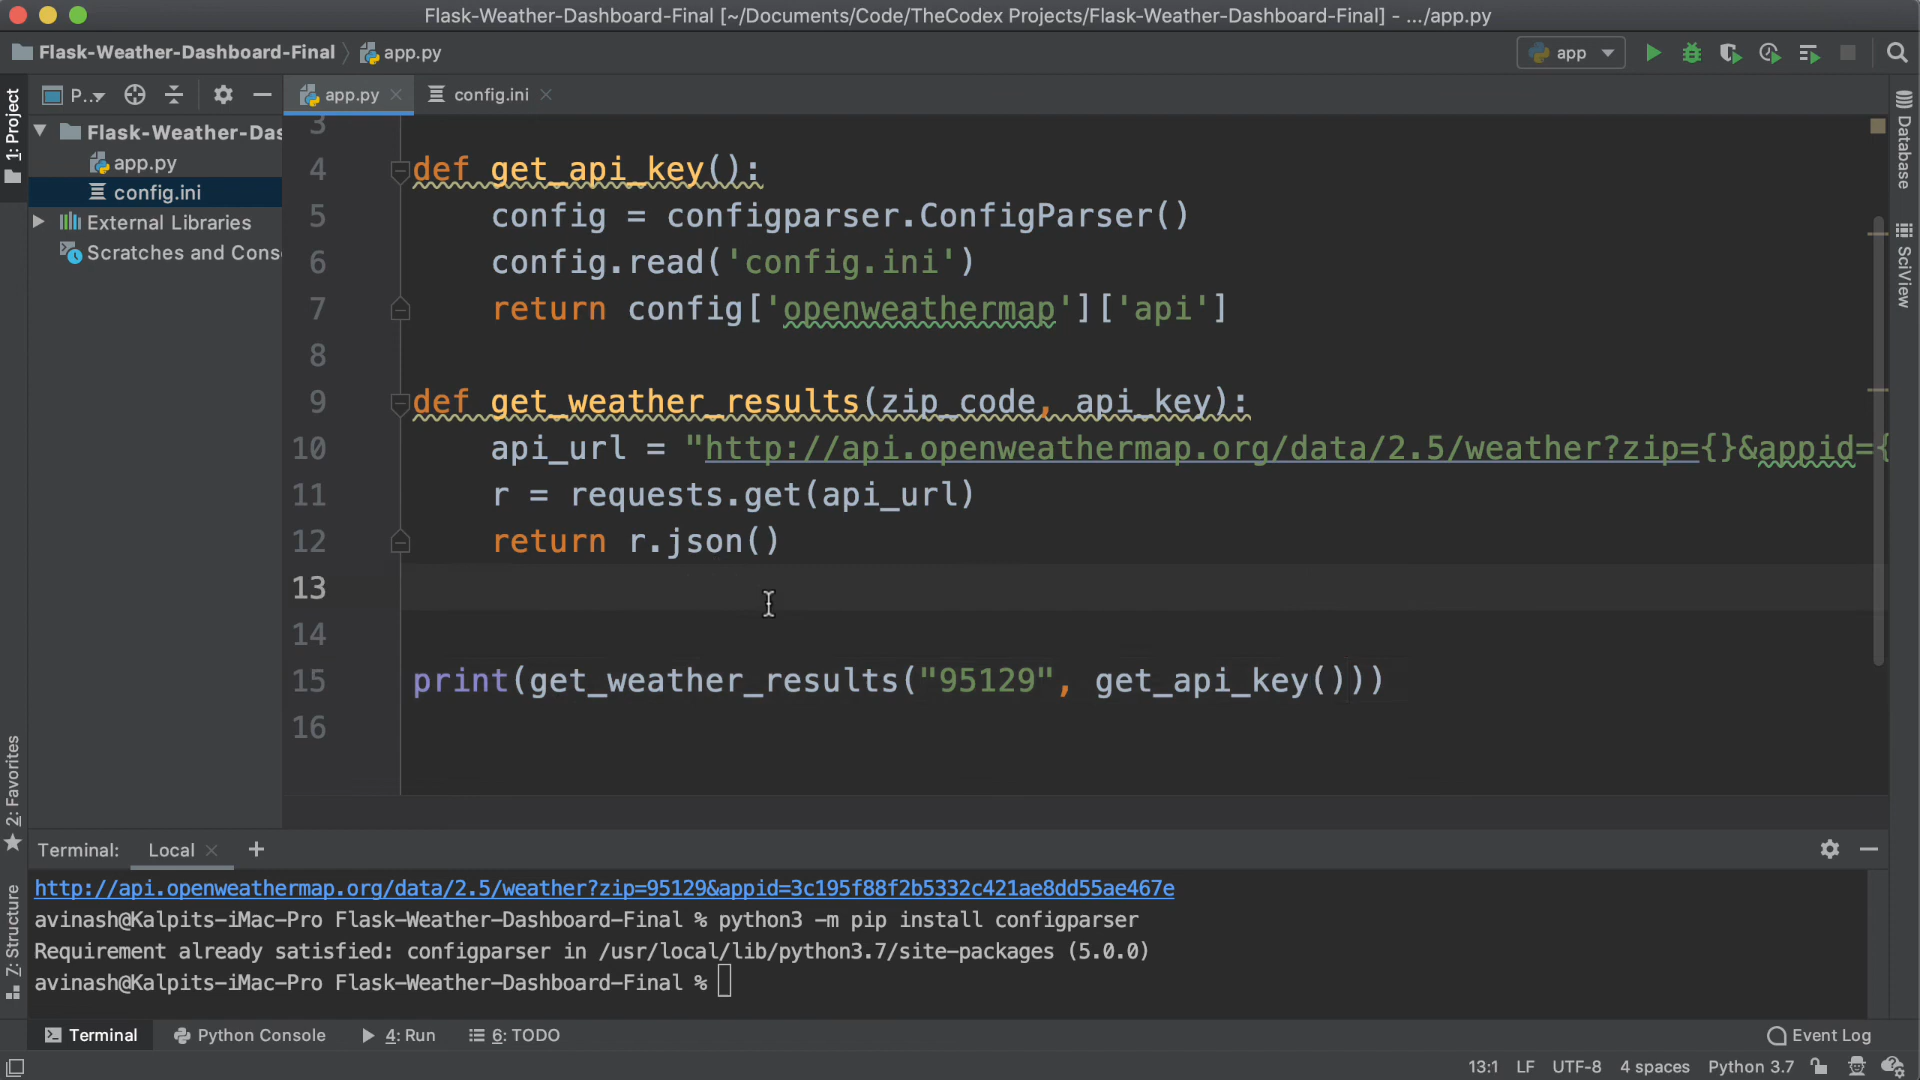 Flask-Weather-Dashboard-Final [~/Documents/Code/TheCodex Projects/Flask-Weather-Dashboard-Final] - .../app.py
Flask-Weather-Dashboard-Final app.py app
1: Project
P.. app.py config.ini
Flask-Weather-Das
app.py
config.ini
External Libraries
Scratches and Cons
3
4 def get_api_key():
5 config = configparser.ConfigParser()
6 config.read('config.ini')
7 return config['openweathermap']['api']
8
9 def get_weather_results(zip_code, api_key):
10 api_url = "http://api.openweathermap.org/data/2.5/weather?zip={}&appid={
11 r = requests.get(api_url)
12 return r.json()
13
14
15 print(get_weather_results("95129", get_api_key()))
16
Database
SciView
2: Favorites
Z: Structure
Terminal: Local +
http://api.openweathermap.org/data/2.5/weather?zip=95129&appid=3c195f88f2b5332c421ae8dd55ae467e
avinash@Kalpits-iMac-Pro Flask-Weather-Dashboard-Final % python3 -m pip install configparser
Requirement already satisfied: configparser in /usr/local/lib/python3.7/site-packages (5.0.0)
avinash@Kalpits-iMac-Pro Flask-Weather-Dashboard-Final %
Terminal Python Console 4: Run 6: TODO Event Log
13:1 LF UTF-8 4 spaces Python 3.7